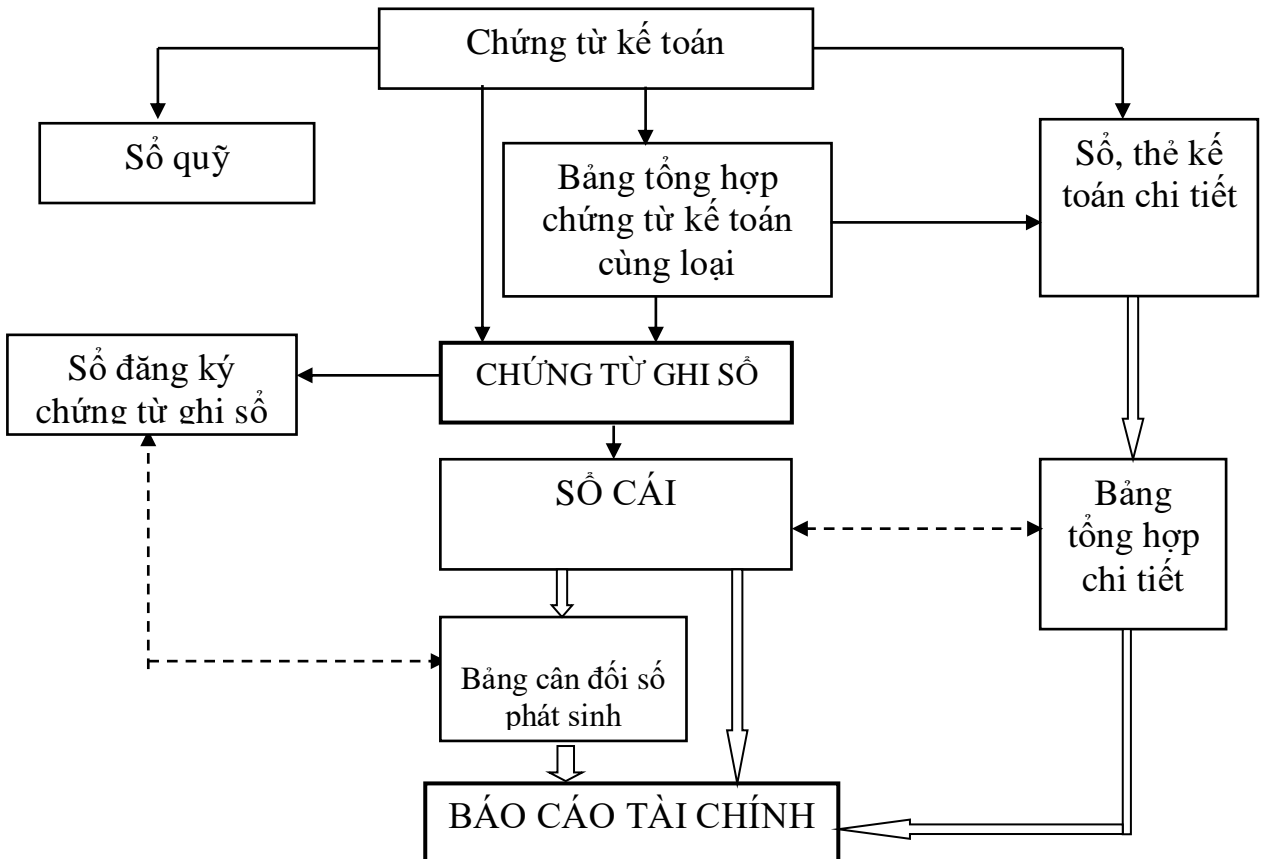 Chứng từ kế toán
Sổ quỹ
Bảng tổng hợp
chứng từ kế toán
cùng loại
Sổ, thẻ kế
toán chi tiết
Sổ đăng ký
chứng từ ghi sổ
CHỨNG TỪ GHI SỔ
SỔ CÁI
Bảng
tổng hợp
chi tiết
Bảng cân đối số
phát sinh
BÁO CÁO TÀI CHÍNH